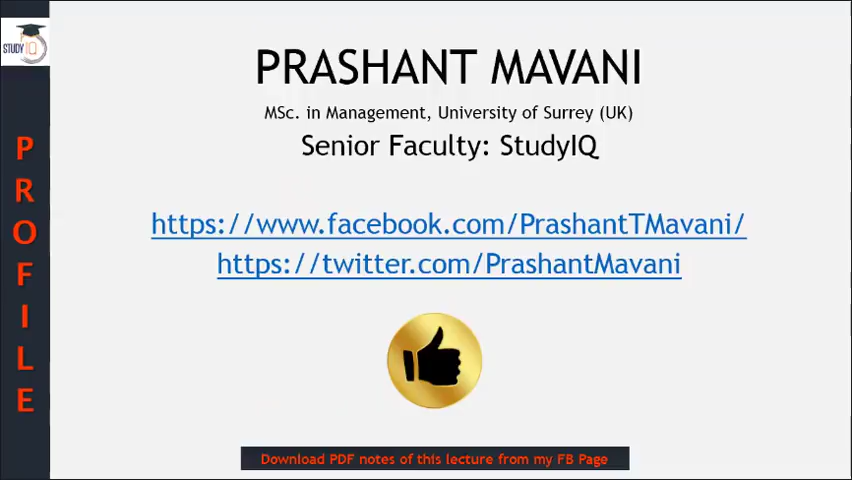 STUDY IQ
PROFILE
PRASHANT MAVANI
MSc. in Management, University of Surrey (UK)
Senior Faculty: StudyIQ
https://www.facebook.com/PrashantTMavani/
https://twitter.com/PrashantMavani
Download PDF notes of this lecture from my FB Page